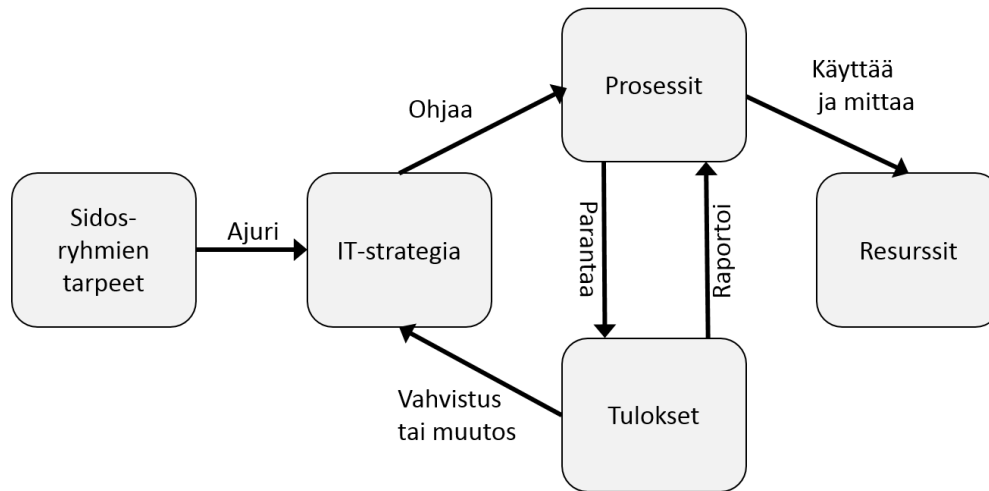 Prosessit
Käyttää
ja mittaa
Ohjaa
Sidos-
ryhmien
tarpeet
Ajuri
IT-strategia
Parantaa
Raportoi
Resurssit
Vahvistus
tai muutos
Tulokset